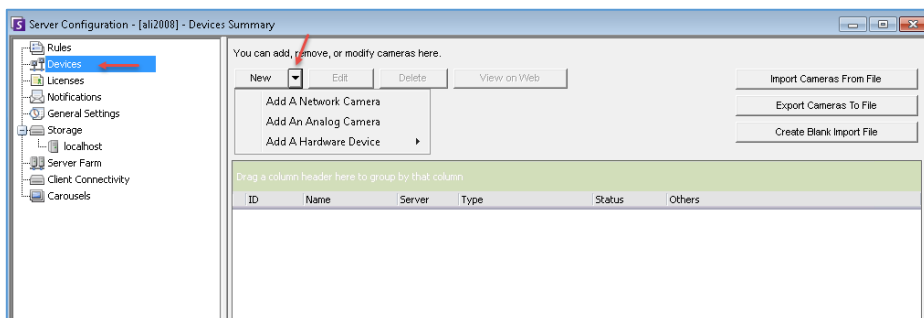 Server Configuration - [ali2008] - Devices Summary
Rules
Devices
Licenses
Notifications
General Settings
Storage
localhost
Server Farm
Client Connectivity
Carousels
You can add, remove, or modify cameras here.
New Edit Delete View on Web
Add A Network Camera
Add An Analog Camera
Add A Hardware Device
Import Cameras From File
Export Cameras To File
Create Blank Import File
Drag a column header here to group by that column
ID Name Server Type Status Others